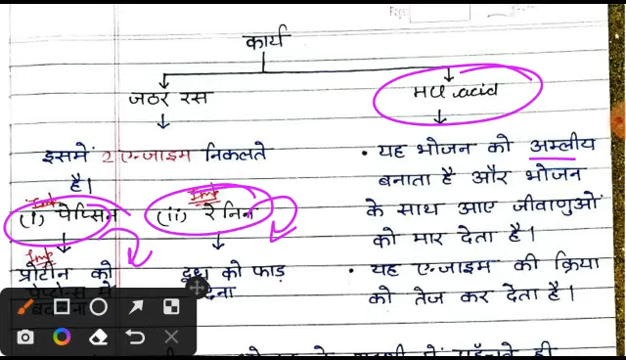 कार्य
जठर रस
HCl acid
इसमें 2 एन्जाइम निकलते
है।
Imp
(i) पेप्सिन
Imp
(ii) रेनिन
Imp
प्रोटीन को
दूध को फाड़
देना
• यह भोजन को अम्लीय
बनाता है और भोजन
के साथ आए जीवाणुओं
को मार देता है।
• यह एन्जाइम की क्रिया
को तेज कर देता है।